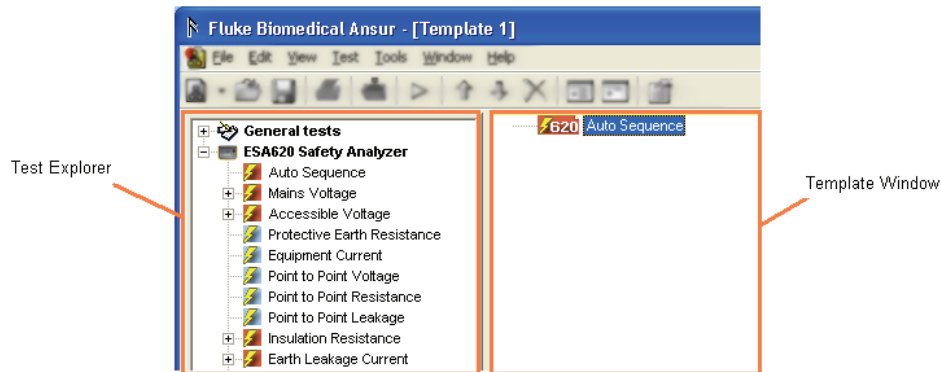 Fluke Biomedical Ansur - [Template 1]
File Edit View Test Tools Window Help
General tests
ESA620 Safety Analyzer
Auto Sequence
Mains Voltage
Accessible Voltage
Protective Earth Resistance
Equipment Current
Point to Point Voltage
Point to Point Resistance
Point to Point Leakage
Insulation Resistance
Earth Leakage Current
620 Auto Sequence
Test Explorer
Template Window